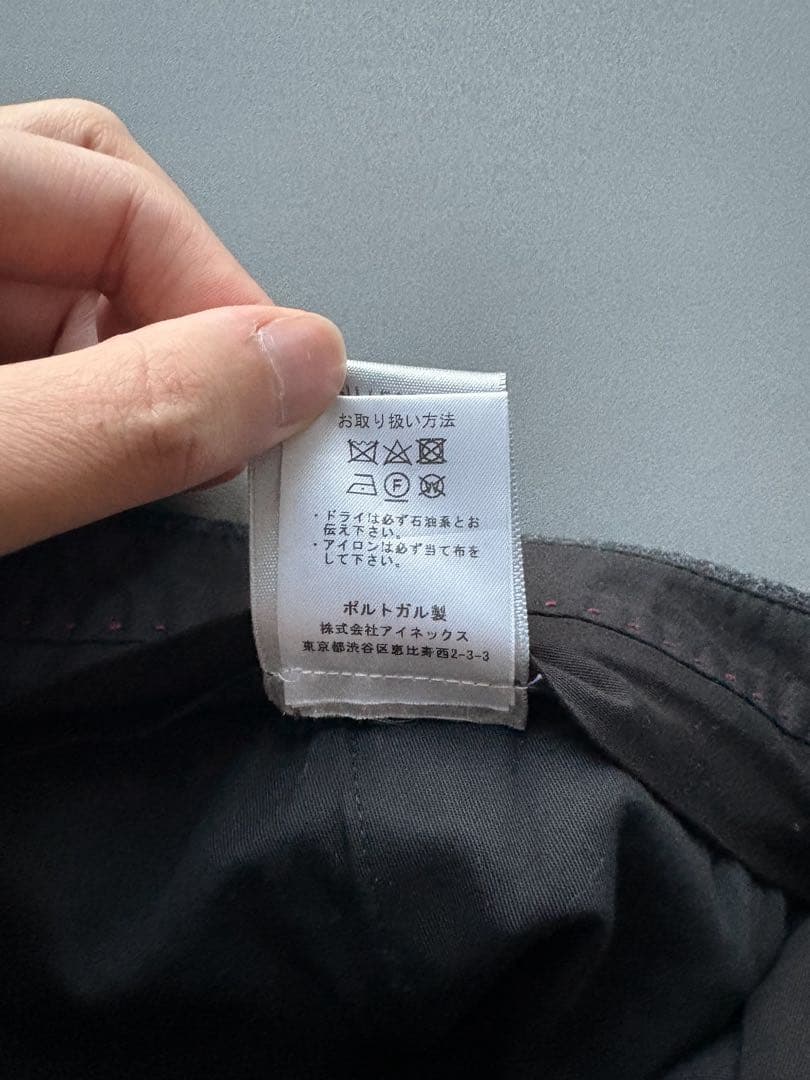 お取り扱い方法
F
W
・ドライは必ず石油系とお
伝え下さい。
・アイロンは必ず当て布を
して下さい。
ポルトガル製
株式会社アイネックス
東京都渋谷区恵比寿西2-3-3